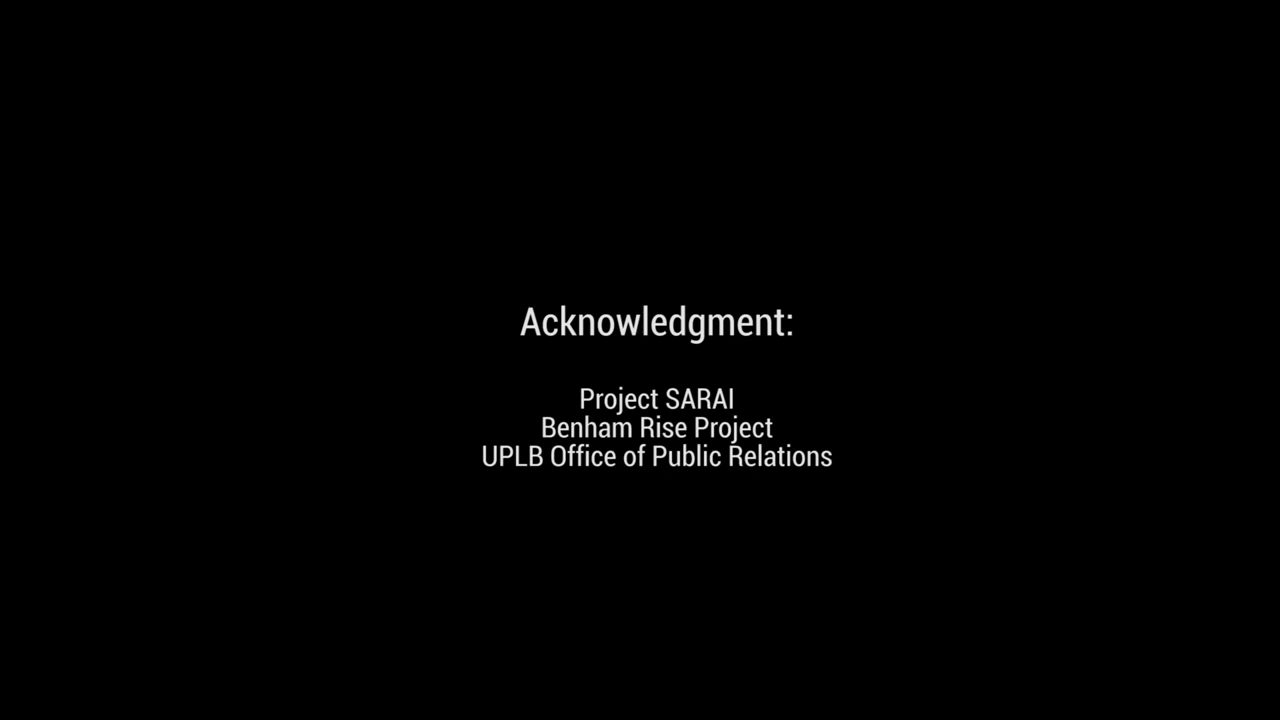 Acknowledgment:
Project SARAI
Benham Rise Project
UPLB Office of Public Relations